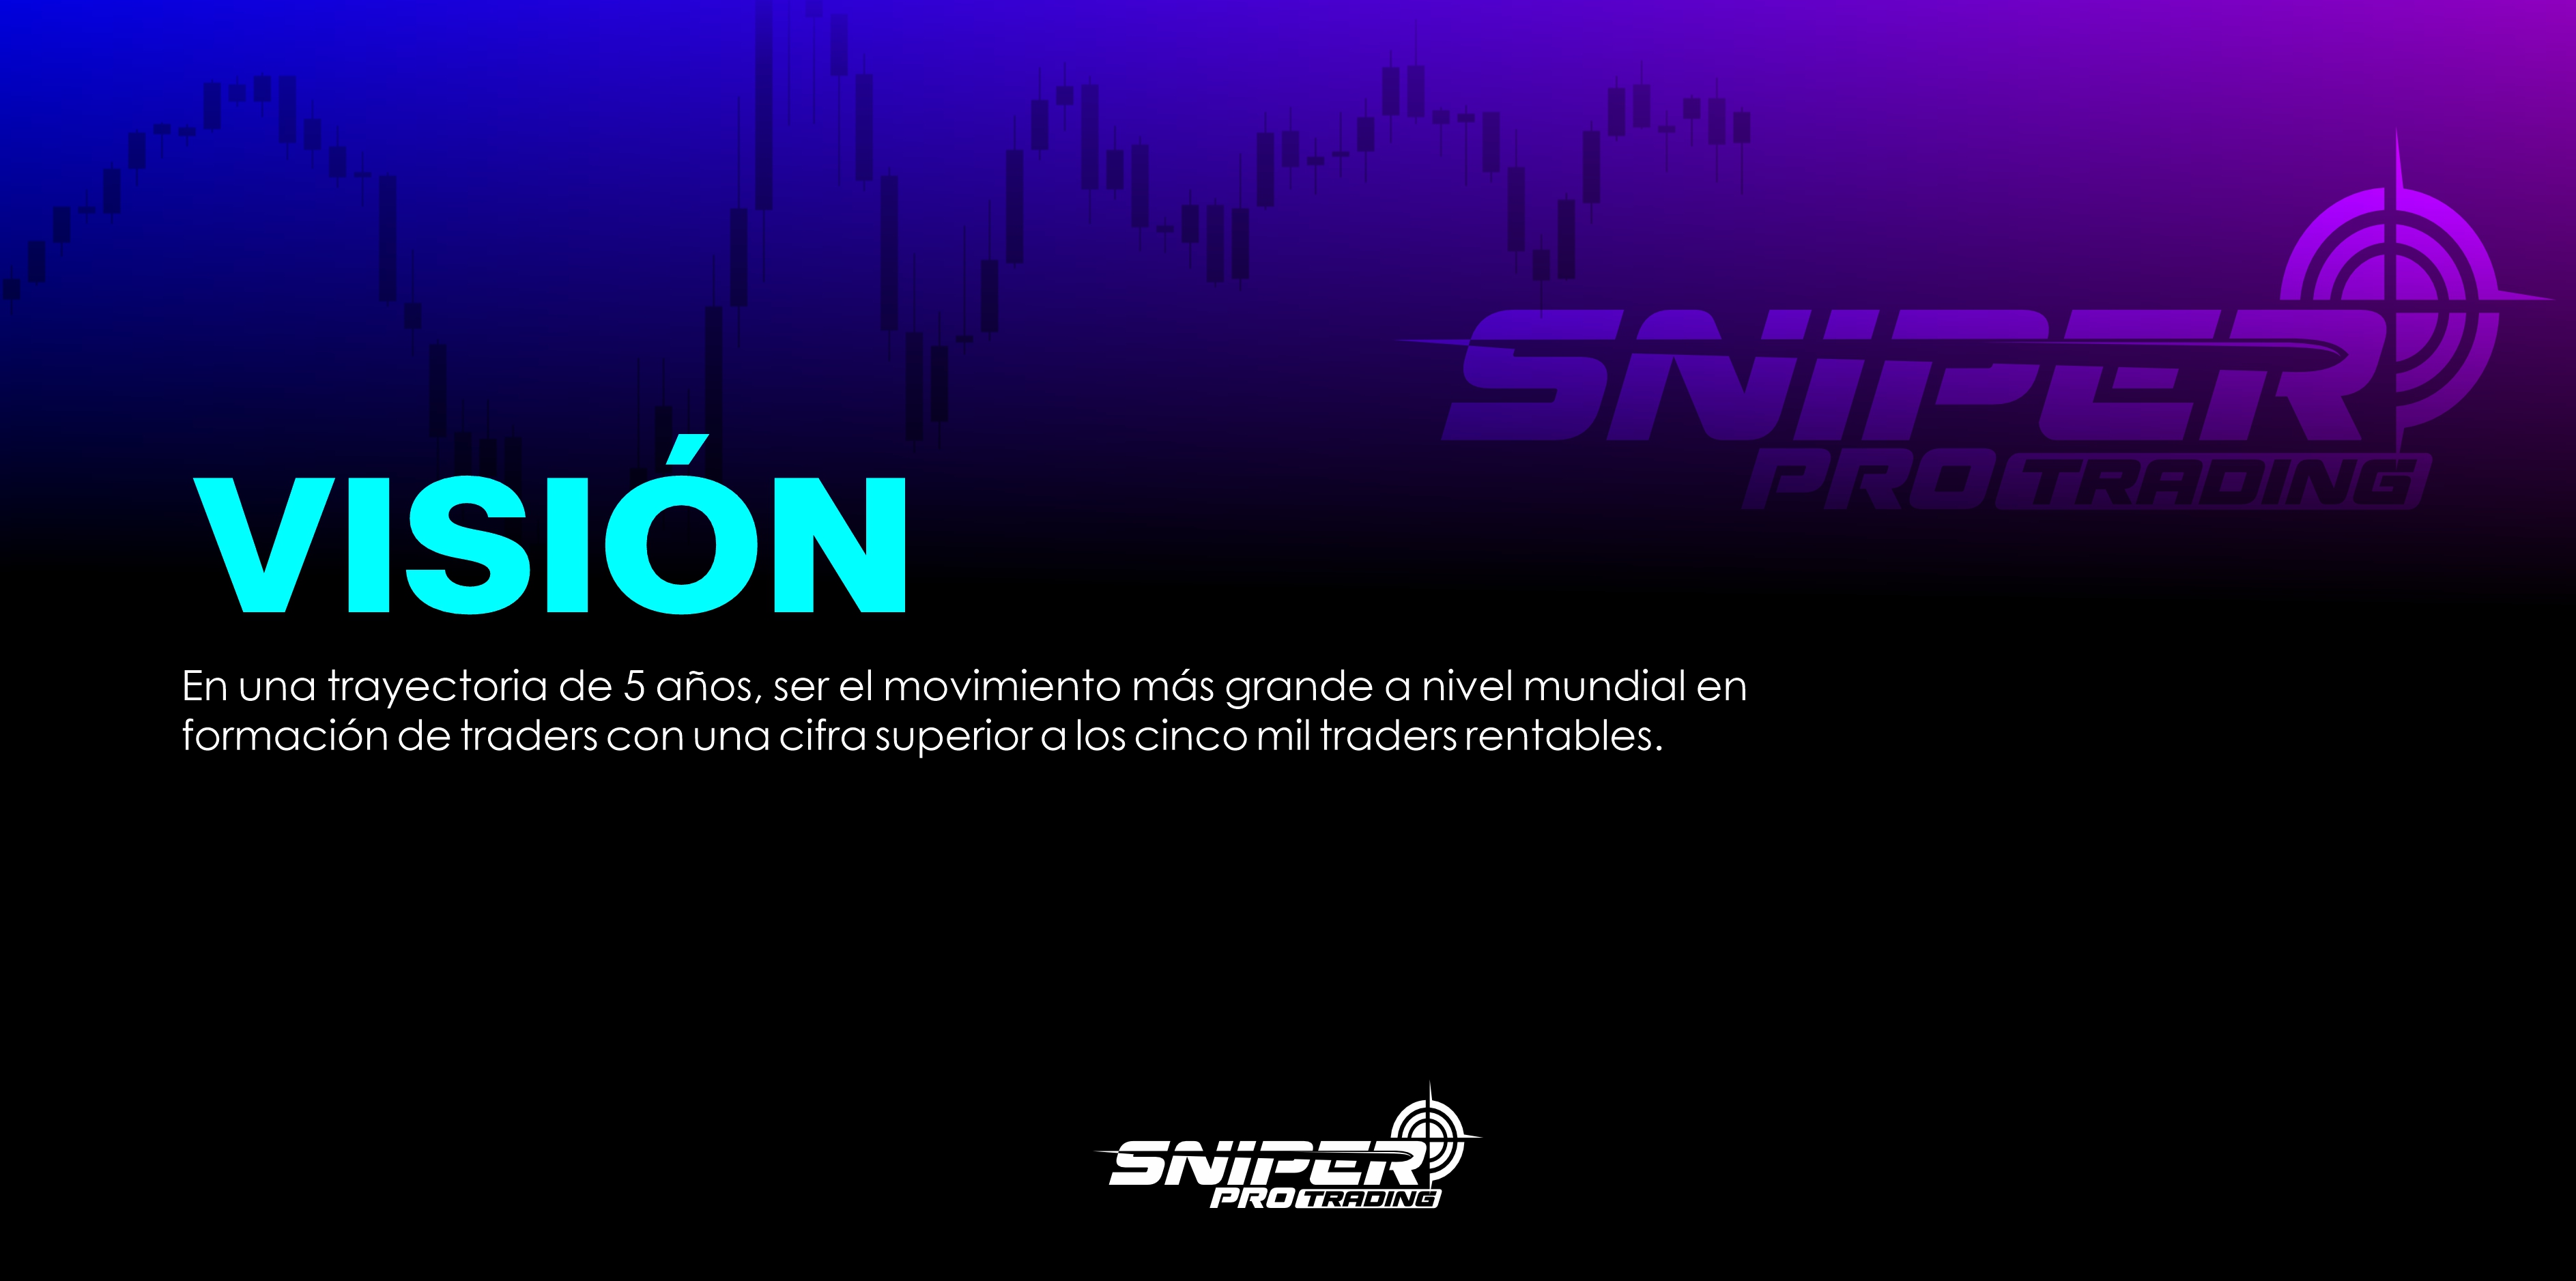 SNIPER
PRO TRADING
VISIÓN
En una trayectoria de 5 años, ser el movimiento más grande a nivel mundial en
formación de traders con una cifra superior a los cinco mil traders rentables.
SNIPER
PRO TRADING